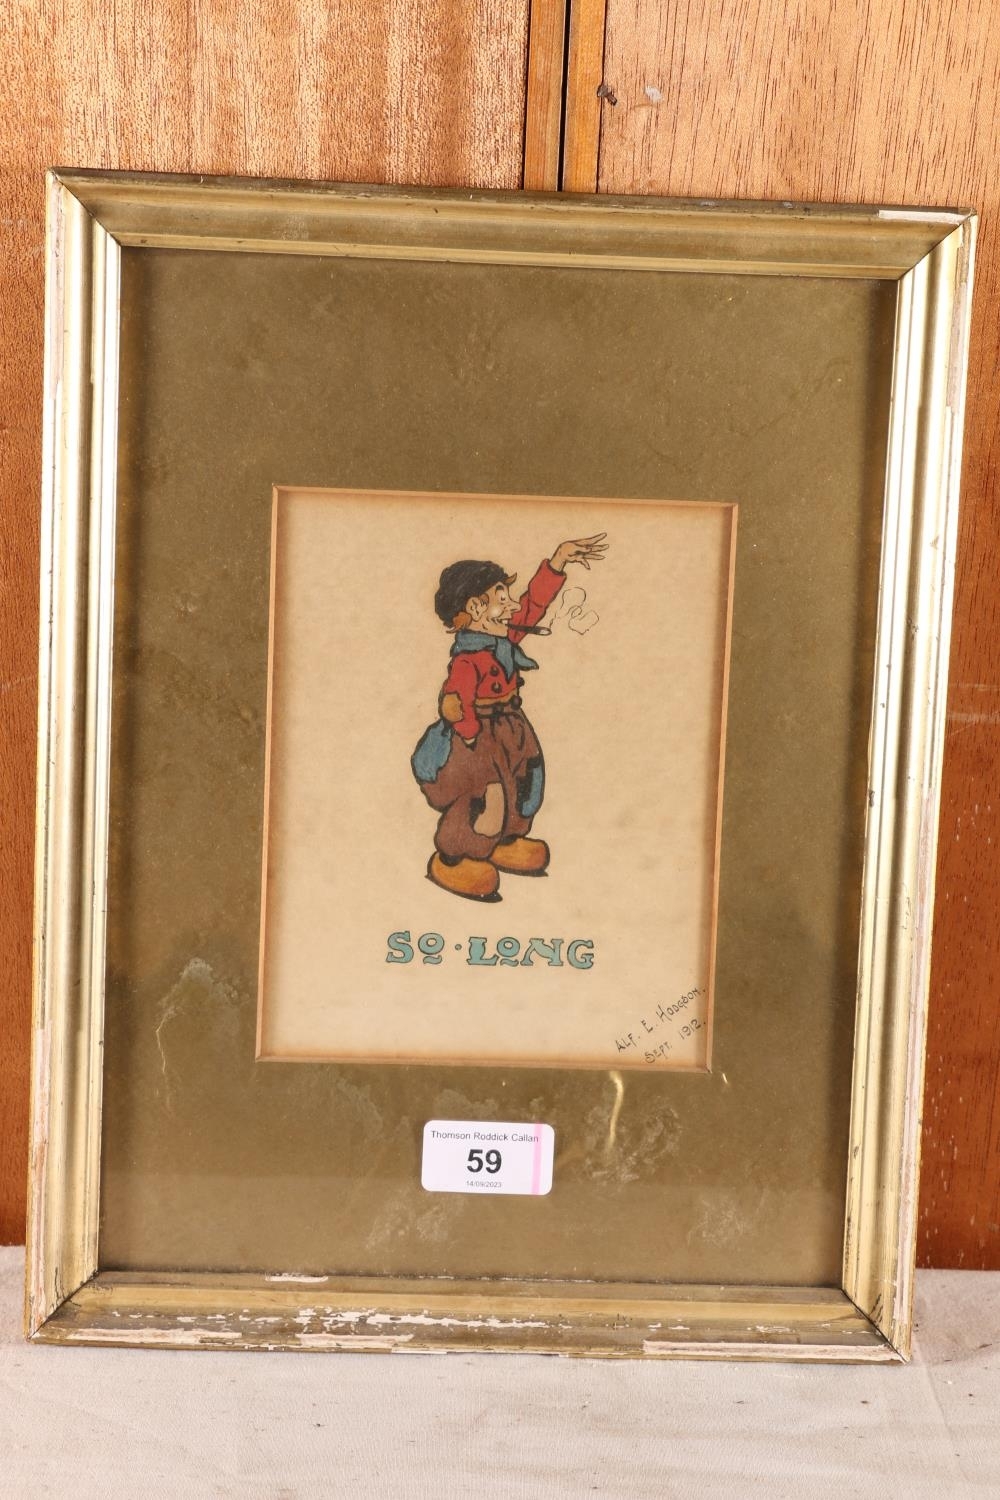 SO · LONG
ALF. E. HODGSON.
SEPT. 1912.
Thomson Roddick Callan
59
14/09/2023